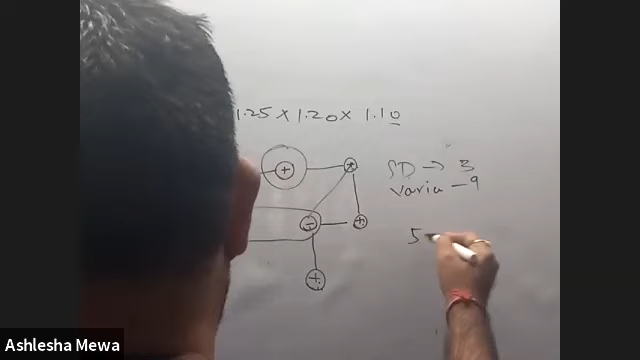 1.25 X 1.20 X 1.10
+ *
SD → 3
Varia - 9
- +
5
+
Ashlesha Mewa